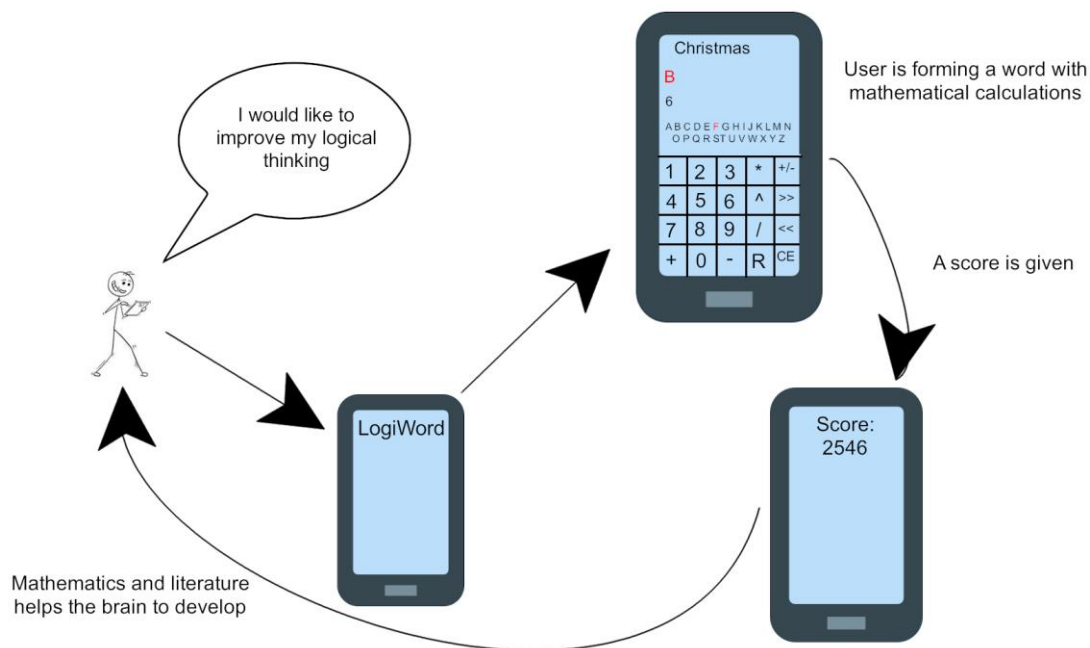 I would like to
improve my logical
thinking
LogiWord
Christmas
B
6
A B C D E F G H I J K L M N
O P Q R S T U V W X Y Z
1 2 3 * +/-
4 5 6 ^ >>
7 8 9 / <<
+ 0 - R CE
User is forming a word with
mathematical calculations
A score is given
Score:
2546
Mathematics and literature
helps the brain to develop